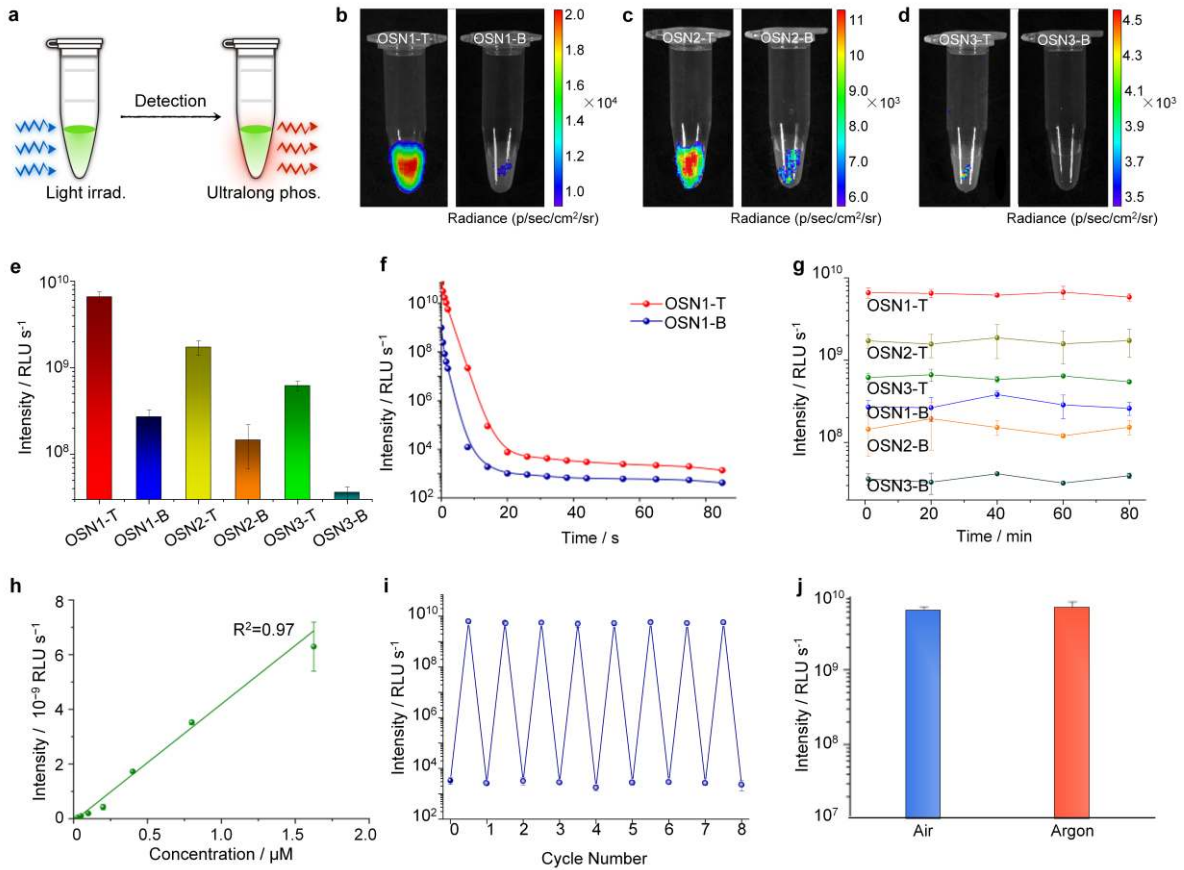 a
Detection
Light irrad.
Ultralong phos.
b
OSN1-T
OSN1-B
2.0
1.8
1.6
1.4
1.2
1.0
×10⁴
Radiance (p/sec/cm²/sr)
c
OSN2-T
OSN2-B
11
10
9.0
8.0
7.0
6.0
×10³
Radiance (p/sec/cm²/sr)
d
OSN3-T
OSN3-B
4.5
4.3
4.1
3.9
3.7
3.5
×10³
Radiance (p/sec/cm²/sr)
e
Intensity / RLU s⁻¹
10¹⁰
10⁹
10⁸
OSN1-T
OSN1-B
OSN2-T
OSN2-B
OSN3-T
OSN3-B
f
Intensity / RLU s⁻¹
10¹⁰
10⁸
10⁶
10⁴
10²
OSN1-T
OSN1-B
0 20 40 60 80
Time / s
g
Intensity / RLU s⁻¹
10¹⁰
10⁹
10⁸
OSN1-T
OSN2-T
OSN3-T
OSN1-B
OSN2-B
OSN3-B
0 20 40 60 80
Time / min
h
Intensity / 10⁻⁹ RLU s⁻¹
8
6
4
2
0
R²=0.97
0.0 0.5 1.0 1.5 2.0
Concentration / µM
i
Intensity / RLU s⁻¹
10¹⁰
10⁸
10⁶
10⁴
10²
0 1 2 3 4 5 6 7 8
Cycle Number
j
Intensity / RLU s⁻¹
10¹⁰
10⁹
10⁸
10⁷
Air
Argon